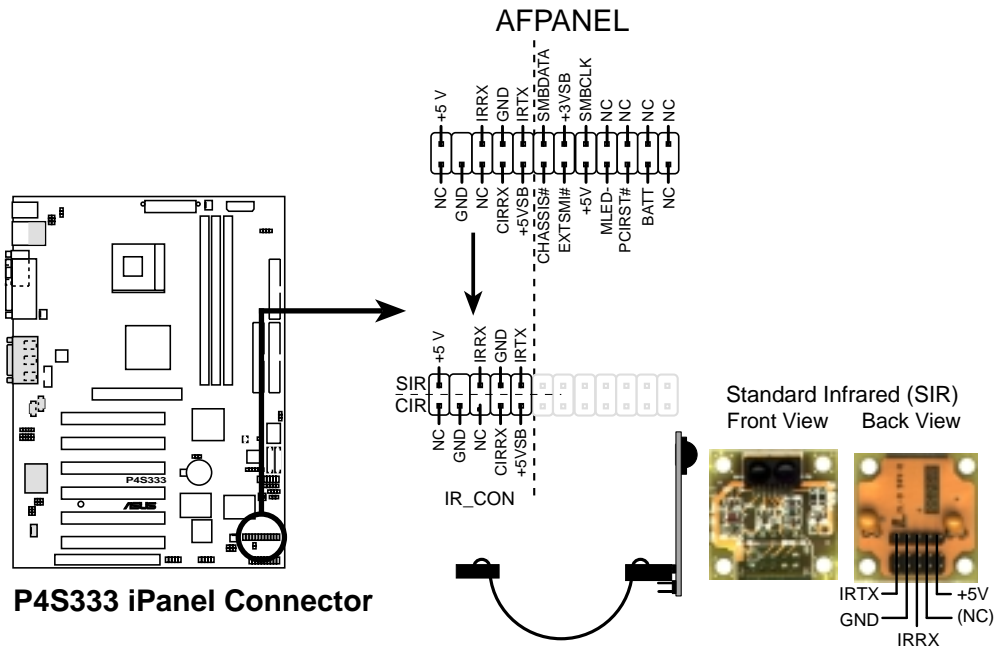 AFPANEL
+5 V
IRRX
GND
IRTX
SMBDATA
+3VSB
SMBCLK
NC
NC
NC
NC
NC
GND
NC
CIRRX
+5VSB
CHASSIS#
EXTSMI#
+5V
MLED-
PCIRST#
BATT
NC
+5 V
IRRX
GND
IRTX
SIR
CIR
NC
GND
NC
CIRRX
+5VSB
IR_CON
P4S333
ASUS
P4S333 iPanel Connector
Standard Infrared (SIR)
Front View
Back View
IRTX
GND
IRRX
+5V
(NC)